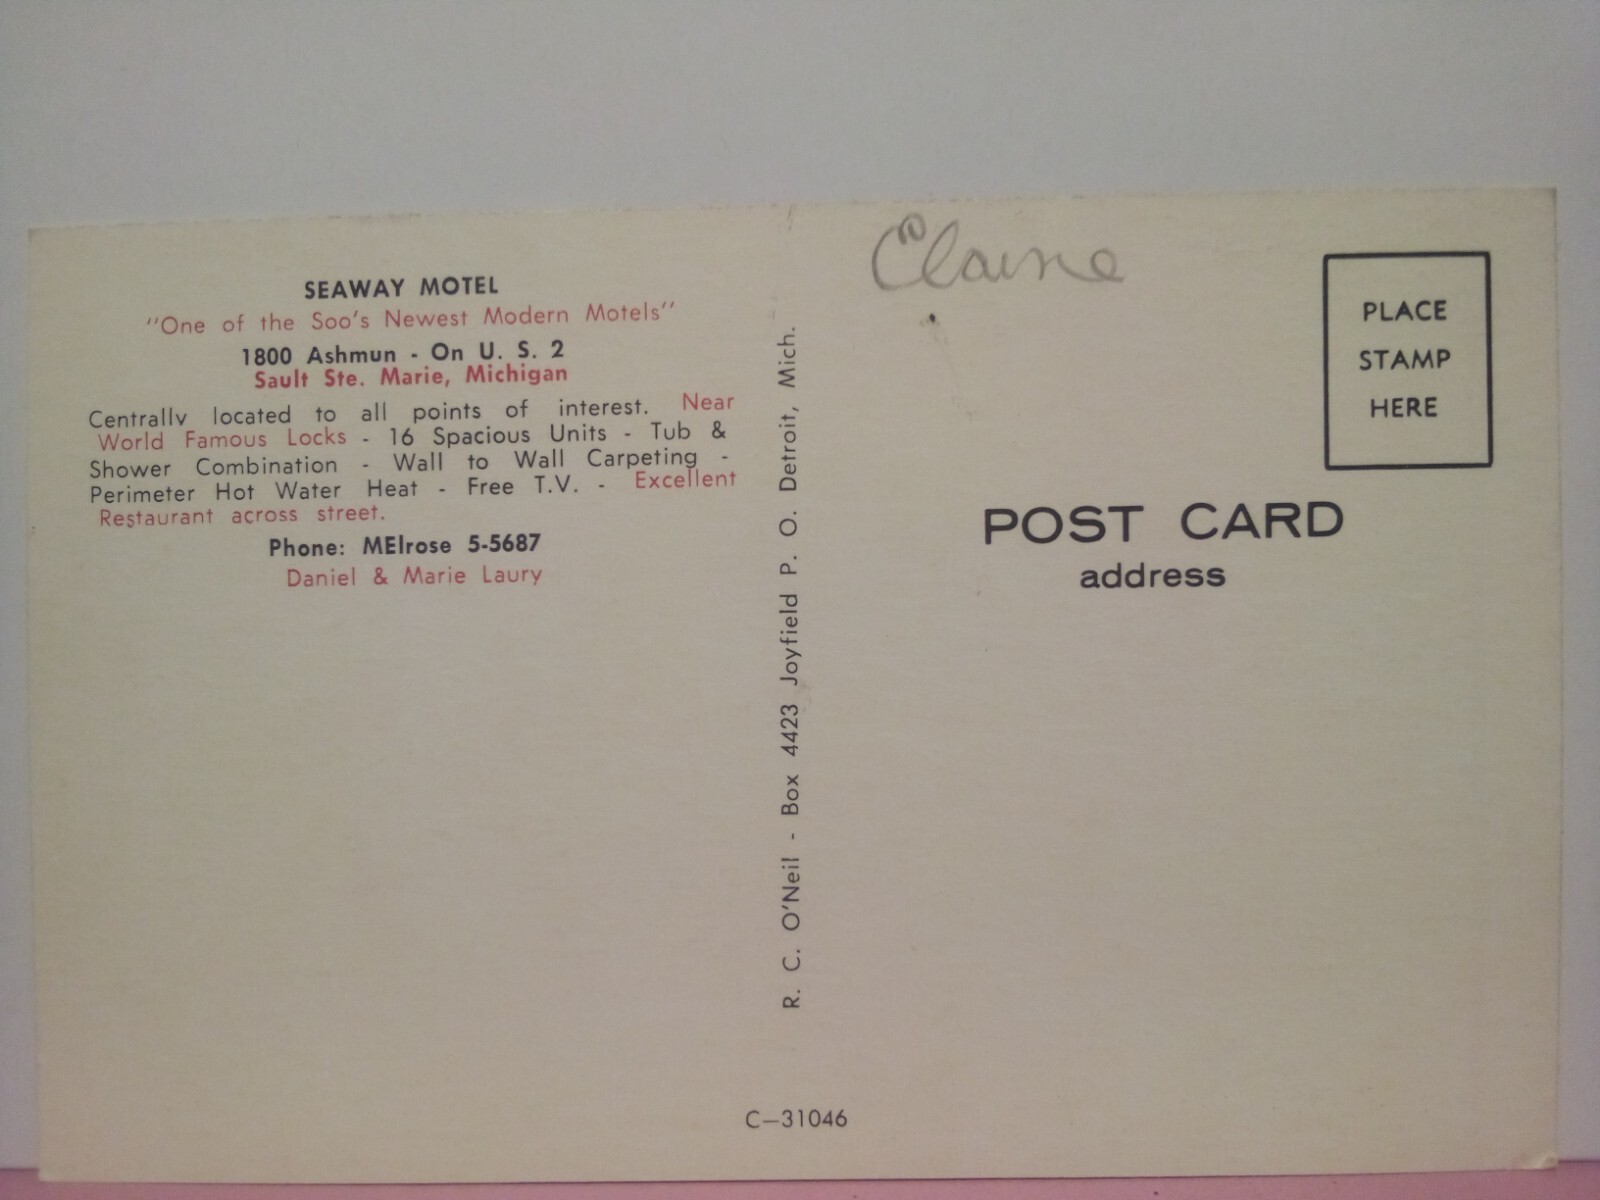 SEAWAY MOTEL
"One of the Soo's Newest Modern Motels"
1800 Ashmun - On U. S. 2
Sault Ste. Marie, Michigan
Centrally located to all points of interest. Near
World Famous Locks - 16 Spacious Units - Tub &
Shower Combination - Wall to Wall Carpeting -
Perimeter Hot Water Heat - Free T.V. - Excellent
Restaurant across street.
Phone: MElrose 5-5687
Daniel & Marie Laury
R. C. O'Neil - Box 4423 Joyfield P. O. Detroit, Mich.
C-31046
Elaine
PLACE
STAMP
HERE
POST CARD
address